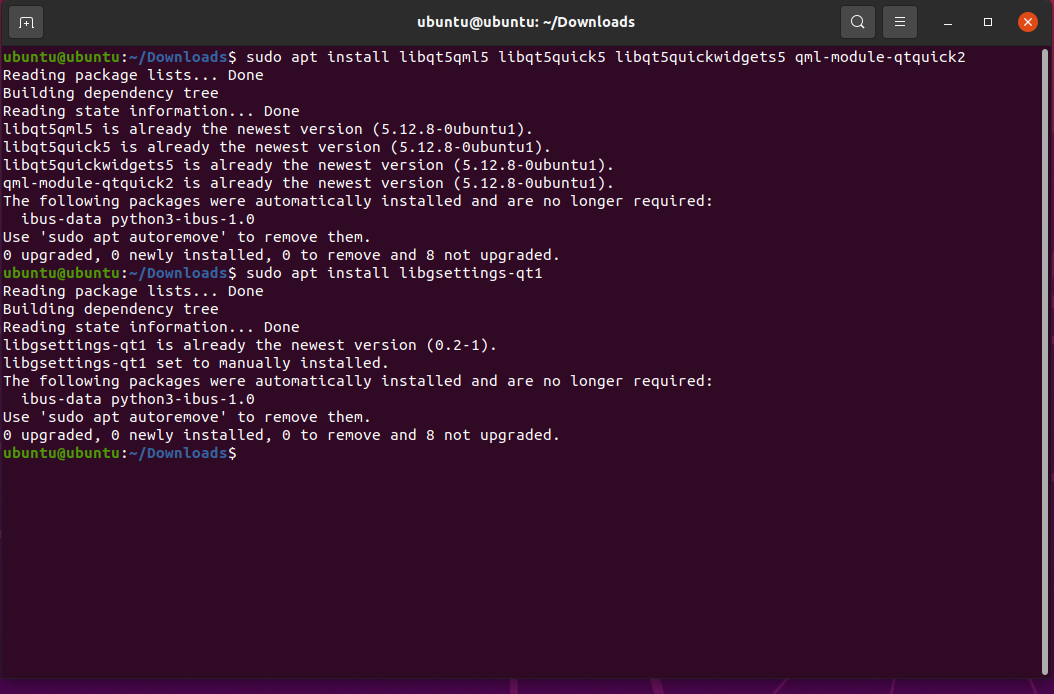 ubuntu@ubuntu: ~/Downloads
ubuntu@ubuntu:~/Downloads$ sudo apt install libqt5qml5 libqt5quick5 libqt5quickwidgets5 qml-module-qtquick2
Reading package lists... Done
Building dependency tree
Reading state information... Done
libqt5qml5 is already the newest version (5.12.8-0ubuntu1).
libqt5quick5 is already the newest version (5.12.8-0ubuntu1).
libqt5quickwidgets5 is already the newest version (5.12.8-0ubuntu1).
qml-module-qtquick2 is already the newest version (5.12.8-0ubuntu1).
The following packages were automatically installed and are no longer required:
  ibus-data python3-ibus-1.0
Use 'sudo apt autoremove' to remove them.
0 upgraded, 0 newly installed, 0 to remove and 8 not upgraded.
ubuntu@ubuntu:~/Downloads$ sudo apt install libgsettings-qt1
Reading package lists... Done
Building dependency tree
Reading state information... Done
libgsettings-qt1 is already the newest version (0.2-1).
libgsettings-qt1 set to manually installed.
The following packages were automatically installed and are no longer required:
  ibus-data python3-ibus-1.0
Use 'sudo apt autoremove' to remove them.
0 upgraded, 0 newly installed, 0 to remove and 8 not upgraded.
ubuntu@ubuntu:~/Downloads$